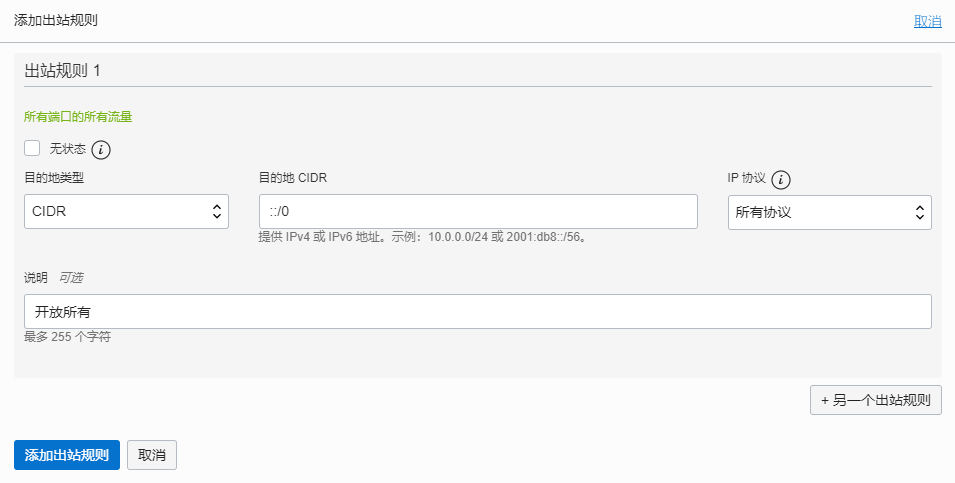 添加出站规则 取消
出站规则 1
所有端口的所有流量
无状态
目的地类型 目的地 CIDR IP 协议
CIDR ::/0 所有协议
提供 IPv4 或 IPv6 地址。示例：10.0.0.0/24 或 2001:db8::/56。
说明 可选
开放所有
最多 255 个字符
+ 另一个出站规则
添加出站规则 取消